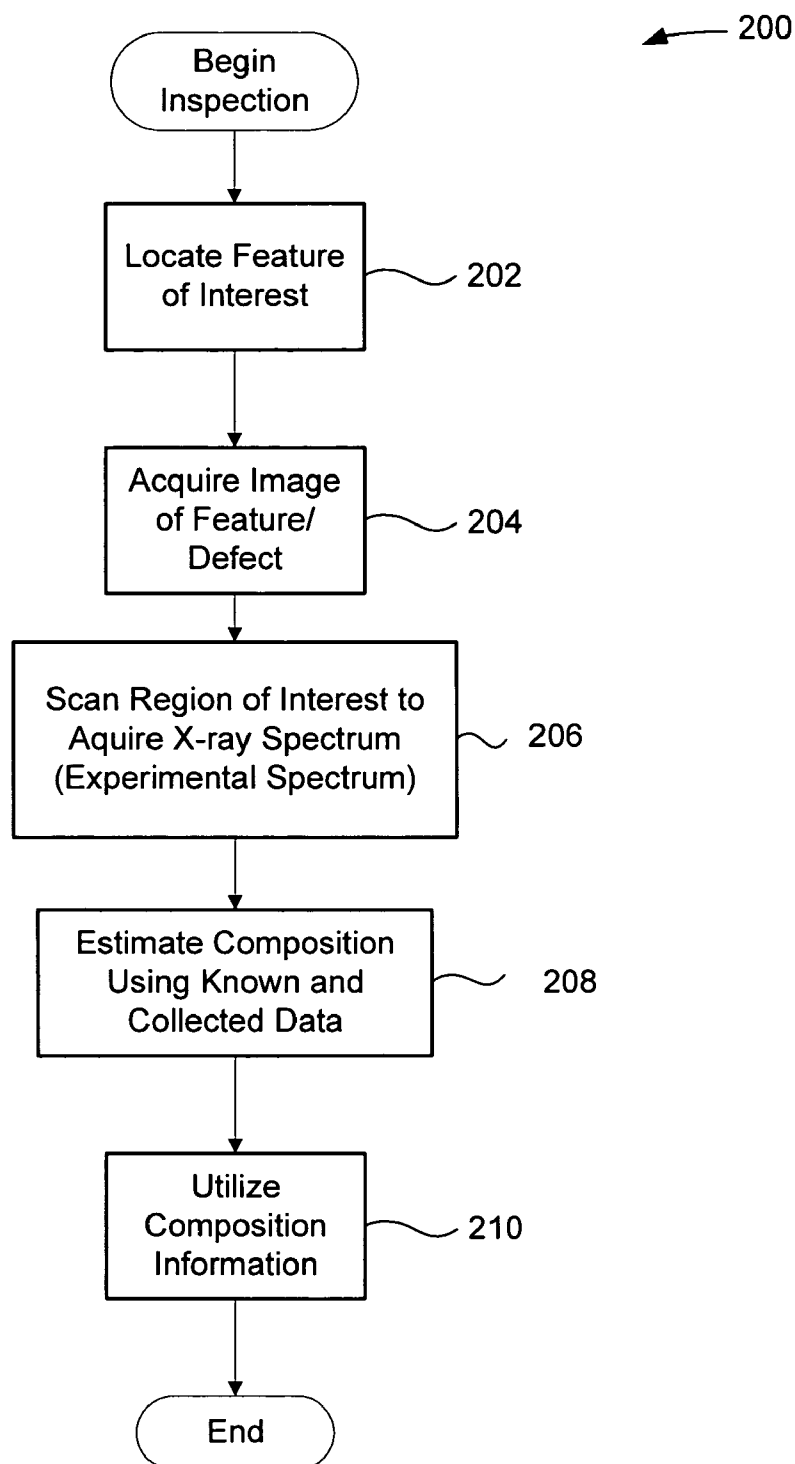 200
Begin
Inspection
Locate Feature
of Interest
202
Acquire Image
of Feature/
Defect
204
Scan Region of Interest to
Aquire X-ray Spectrum
(Experimental Spectrum)
206
Estimate Composition
Using Known and
Collected Data
208
Utilize
Composition
Information
210
End